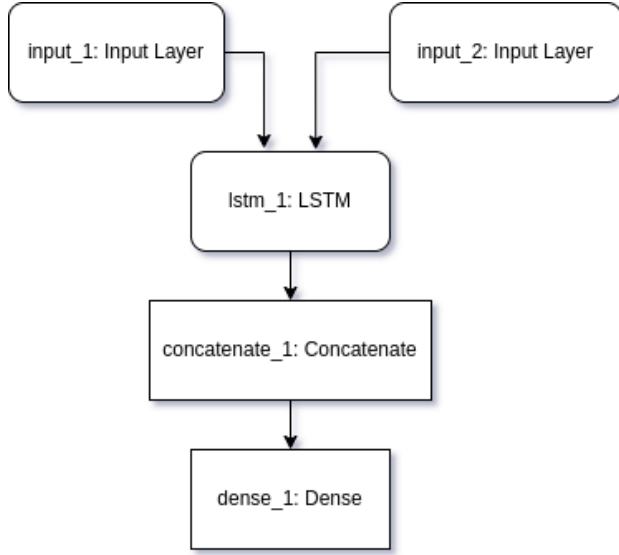 input_1: Input Layer
input_2: Input Layer
lstm_1: LSTM
concatenate_1: Concatenate
dense_1: Dense